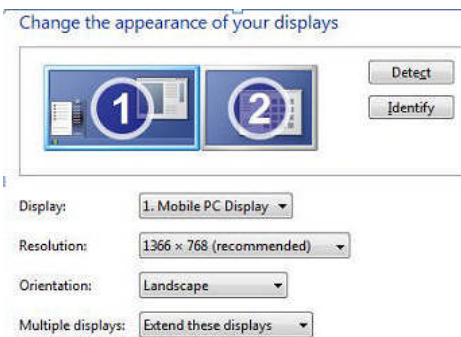 Change the appearance of your displays
1
2
Detect
Identify
Display: 1. Mobile PC Display
Resolution: 1366 × 768 (recommended)
Orientation: Landscape
Multiple displays: Extend these displays